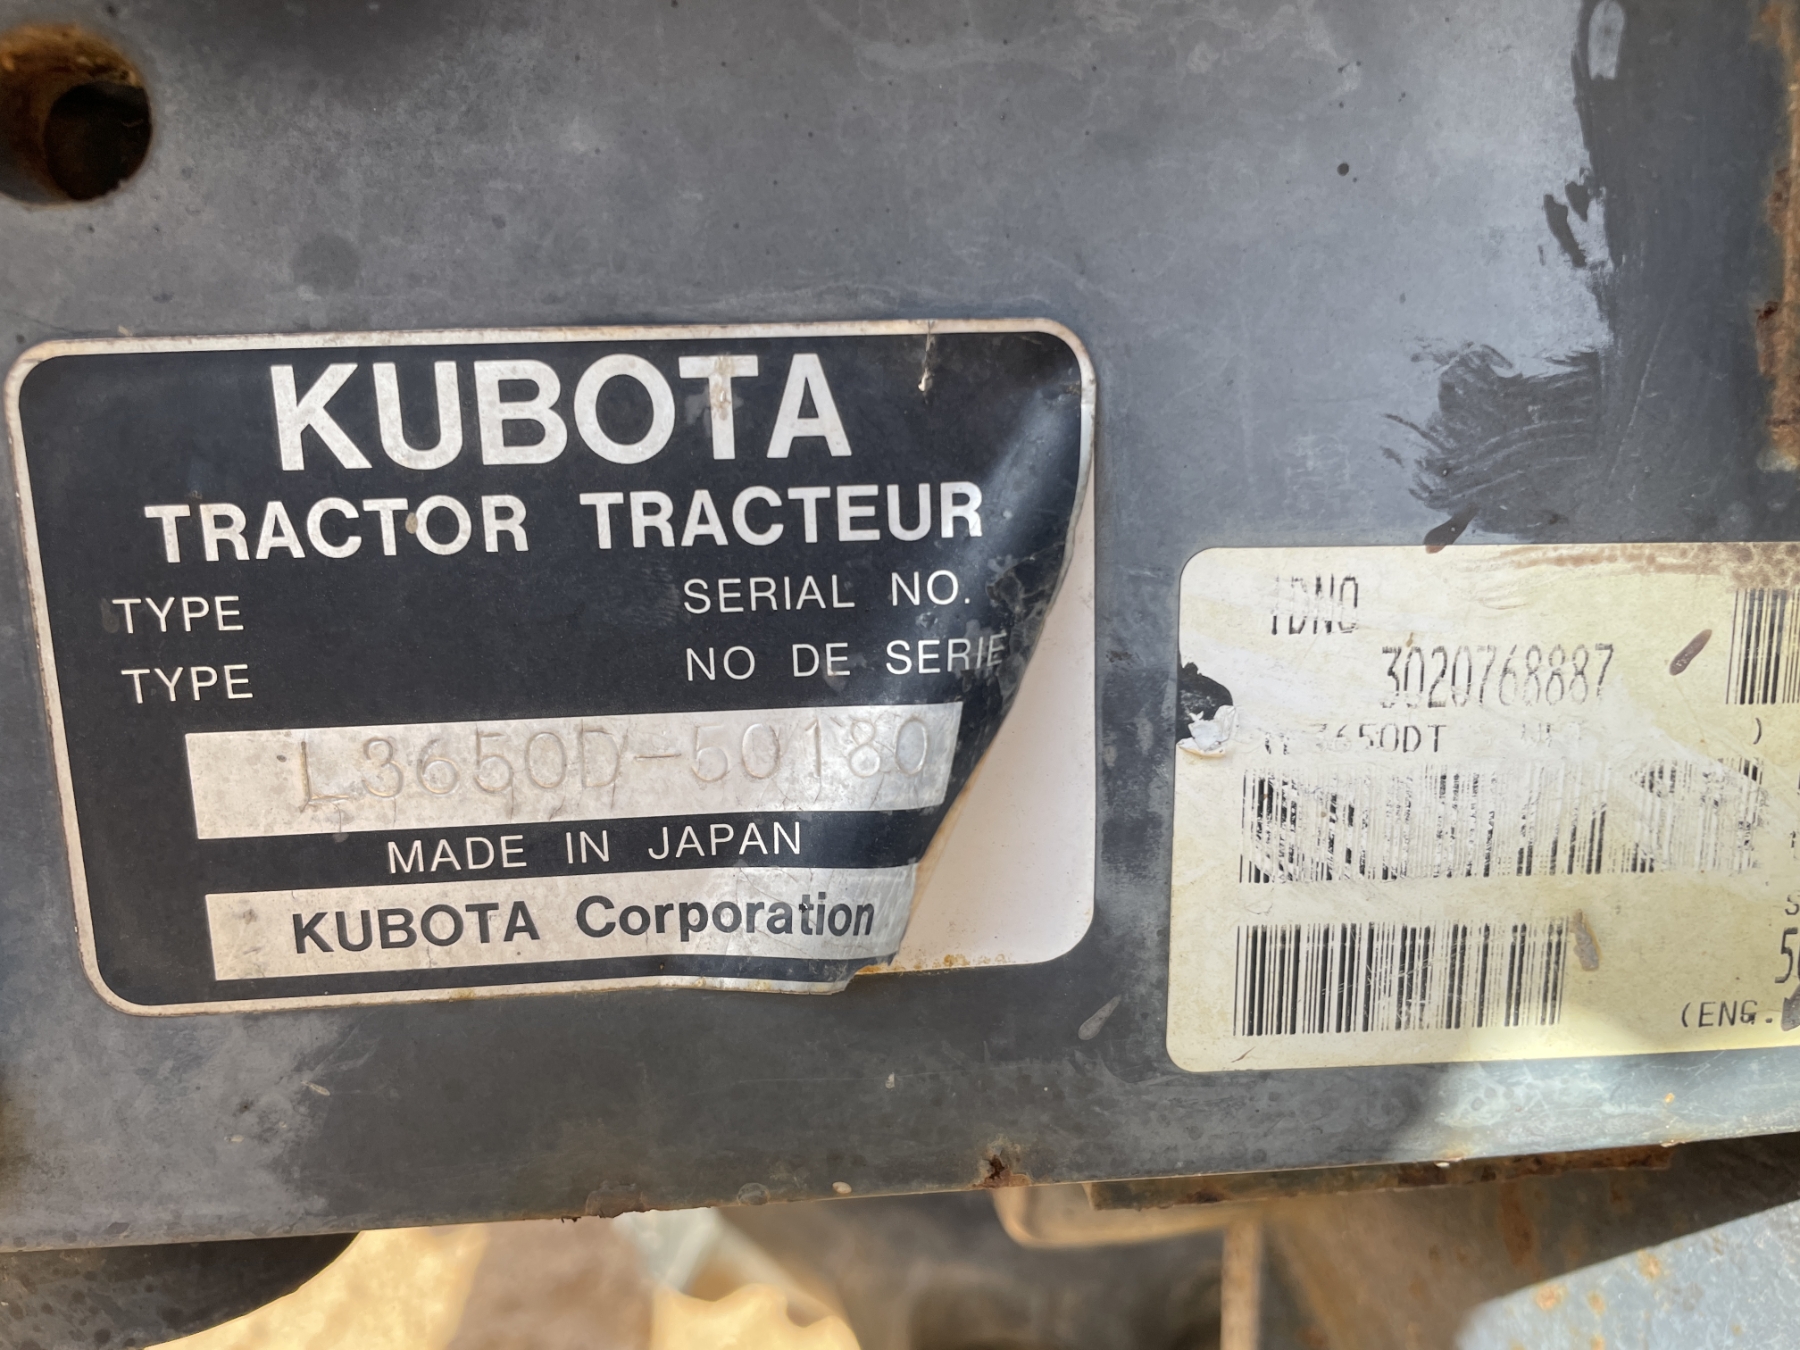 KUBOTA
TRACTOR TRACTEUR
TYPE SERIAL NO.
TYPE NO DE SERIE
L3650D-50180
MADE IN JAPAN
KUBOTA Corporation
IDNO
3020768887
3650DT )
(ENG.